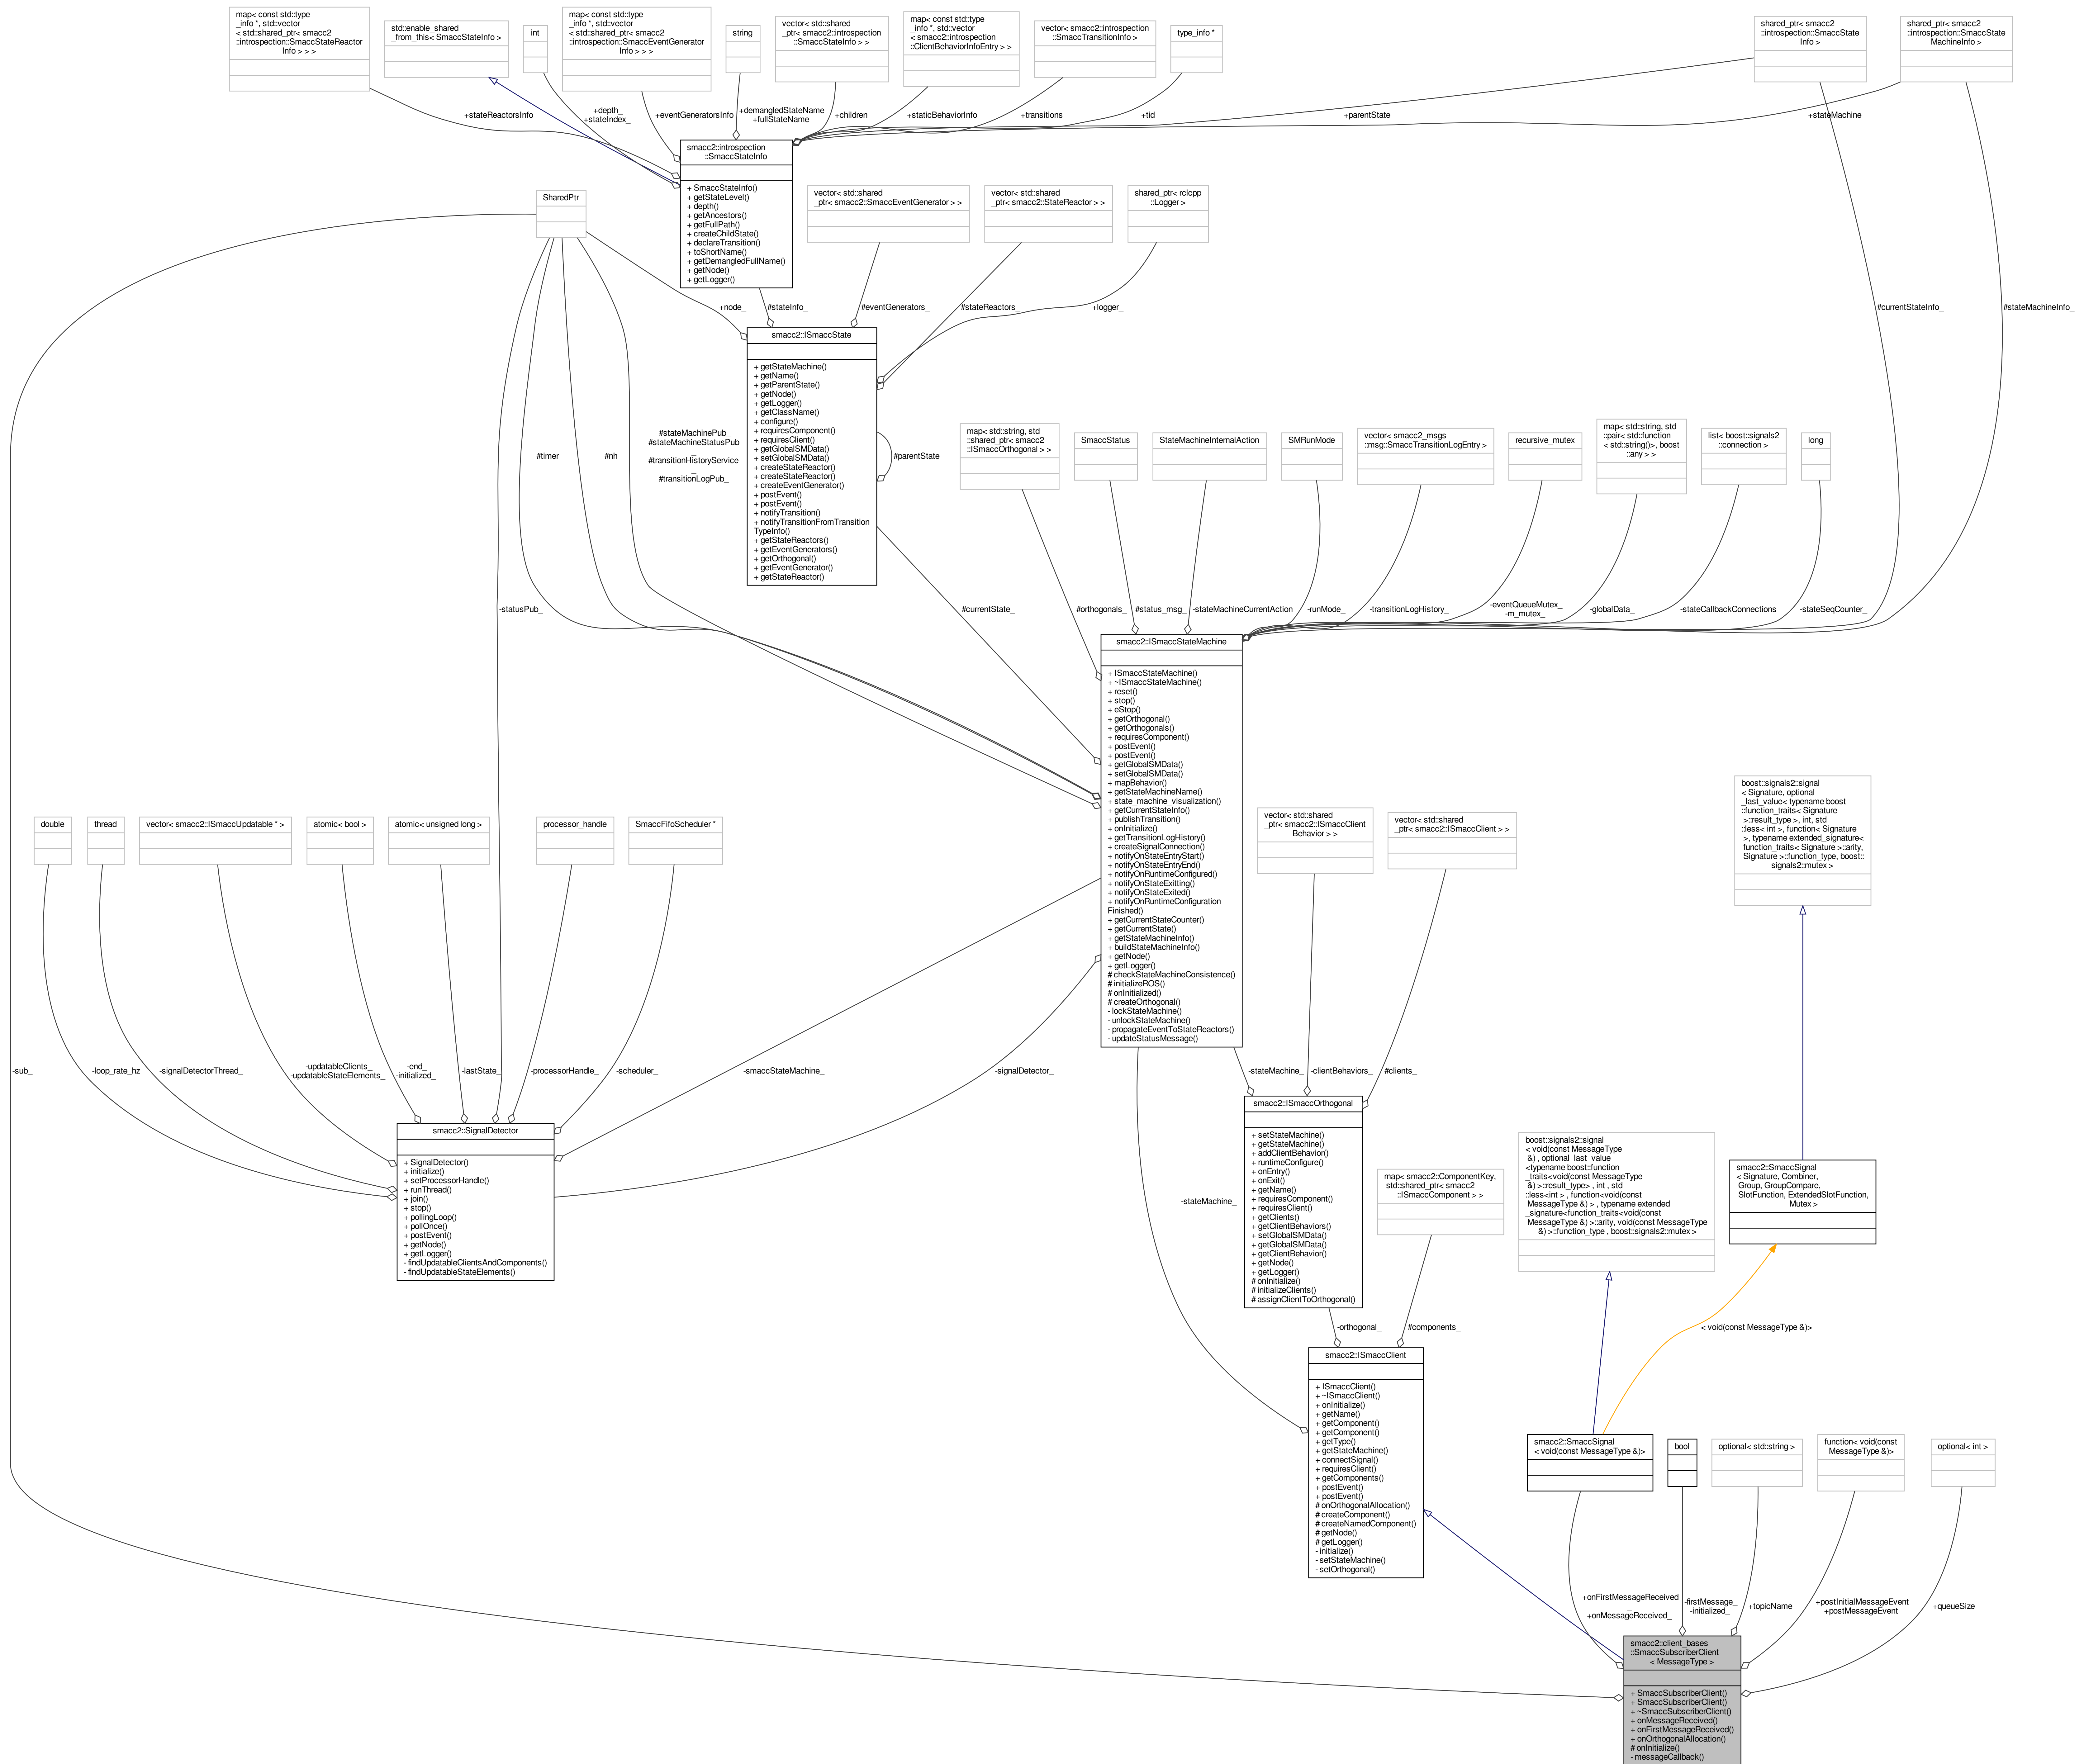 map< const std::type
_info *, std::vector
< std::shared_ptr< smacc2
::introspection::SmaccStateReactor
Info > > >
std::enable_shared
_from_this< SmaccStateInfo >
int
map< const std::type
_info *, std::vector
< std::shared_ptr< smacc2
::introspection::SmaccEventGenerator
Info > > >
string
vector< std::shared
_ptr< smacc2::introspection
::SmaccStateInfo > >
map< const std::type
_info *, std::vector
< smacc2::introspection
::ClientBehaviorInfoEntry > >
vector< smacc2::introspection
::SmaccTransitionInfo >
type_info *
shared_ptr< smacc2
::introspection::SmaccState
Info >
shared_ptr< smacc2
::introspection::SmaccState
MachineInfo >
+stateReactorsInfo
+depth_
+stateIndex_
+eventGeneratorsInfo
+demangledStateName
+fullStateName
+children_
+staticBehaviorInfo
+transitions_
+tid_
+parentState_
+stateMachine_
smacc2::introspection
::SmaccStateInfo
+ SmaccStateInfo()
+ getStateLevel()
+ depth()
+ getAncestors()
+ getFullPath()
+ createChildState()
+ declareTransition()
+ toShortName()
+ getDemangledFullName()
+ getNode()
+ getLogger()
SharedPtr
vector< std::shared
_ptr< smacc2::SmaccEventGenerator > >
vector< std::shared
_ptr< smacc2::StateReactor > >
shared_ptr< rclcpp
::Logger >
+node_
#stateInfo_
#eventGenerators_
#stateReactors_
+logger_
#currentStateInfo_
#stateMachineInfo_
smacc2::ISmaccState
+ getStateMachine()
+ getName()
+ getParentState()
+ getNode()
+ getLogger()
+ getClassName()
+ configure()
+ requiresComponent()
+ requiresClient()
+ getGlobalSMData()
+ setGlobalSMData()
+ createStateReactor()
+ createStateReactor()
+ createEventGenerator()
+ postEvent()
+ postEvent()
+ notifyTransition()
+ notifyTransitionFromTransition
TypeInfo()
+ getStateReactors()
+ getEventGenerators()
+ getOrthogonal()
+ getEventGenerator()
+ getStateReactor()
#timer_
#nh_
#stateMachinePub_
#stateMachineStatusPub
_
#transitionHistoryService
_
#transitionLogPub_
#parentState_
map< std::string, std
::shared_ptr< smacc2
::ISmaccOrthogonal > >
SmaccStatus
StateMachineInternalAction
SMRunMode
vector< smacc2_msgs
::msg::SmaccTransitionLogEntry >
recursive_mutex
map< std::string, std
::pair< std::function
< std::string()>, boost
::any > >
list< boost::signals2
::connection >
long
-statusPub_
#currentState_
#orthogonals_
#status_msg_
-stateMachineCurrentAction
-runMode_
-transitionLogHistory_
-eventQueueMutex_
-m_mutex_
-globalData_
-stateCallbackConnections
-stateSeqCounter_
smacc2::ISmaccStateMachine
+ ISmaccStateMachine()
+ ~ISmaccStateMachine()
+ reset()
+ stop()
+ eStop()
+ getOrthogonal()
+ getOrthogonals()
+ requiresComponent()
+ postEvent()
+ postEvent()
+ getGlobalSMData()
+ setGlobalSMData()
+ mapBehavior()
+ getStateMachineName()
+ state_machine_visualization()
+ getCurrentStateInfo()
+ publishTransition()
+ onInitialize()
+ getTransitionLogHistory()
+ createSignalConnection()
+ notifyOnStateEntryStart()
+ notifyOnStateEntryEnd()
+ notifyOnRuntimeConfigured()
+ notifyOnStateExitting()
+ notifyOnStateExited()
+ notifyOnRuntimeConfiguration
Finished()
+ getCurrentStateCounter()
+ getCurrentState()
+ getStateMachineInfo()
+ buildStateMachineInfo()
+ getNode()
+ getLogger()
# checkStateMachineConsistence()
# initializeROS()
# onInitialized()
# createOrthogonal()
- lockStateMachine()
- unlockStateMachine()
- propagateEventToStateReactors()
- updateStatusMessage()
double
thread
vector< smacc2::ISmaccUpdatable * >
atomic< bool >
atomic< unsigned long >
processor_handle
SmaccFifoScheduler *
vector< std::shared
_ptr< smacc2::ISmaccClient
Behavior > >
vector< std::shared
_ptr< smacc2::ISmaccClient > >
boost::signals2::signal
< Signature, optional
_last_value< typename boost
::function_traits< Signature
>::result_type >, int, std
::less< int >, function< Signature
>, typename extended_signature<
function_traits< Signature >::arity,
Signature >::function_type, boost::
signals2::mutex >
-sub_
-loop_rate_hz
-signalDetectorThread_
-updatableClients_
-updatableStateElements_
-end_
-initialized_
-lastState_
-processorHandle_
-scheduler_
-smaccStateMachine_
-signalDetector_
-stateMachine_
-clientBehaviors_
#clients_
smacc2::SignalDetector
+ SignalDetector()
+ initialize()
+ setProcessorHandle()
+ runThread()
+ join()
+ stop()
+ pollingLoop()
+ pollOnce()
+ postEvent()
+ getNode()
+ getLogger()
- findUpdatableClientsAndComponents()
- findUpdatableStateElements()
smacc2::ISmaccOrthogonal
+ setStateMachine()
+ getStateMachine()
+ addClientBehavior()
+ runtimeConfigure()
+ onEntry()
+ onExit()
+ getName()
+ requiresComponent()
+ requiresClient()
+ getClients()
+ getClientBehaviors()
+ setGlobalSMData()
+ getGlobalSMData()
+ getClientBehavior()
+ getNode()
+ getLogger()
# onInitialize()
# initializeClients()
# assignClientToOrthogonal()
map< smacc2::ComponentKey,
std::shared_ptr< smacc2
::ISmaccComponent > >
boost::signals2::signal
< void(const MessageType
&) , optional_last_value
<typename boost::function
_traits<void(const MessageType
&) >::result_type> , int , std
::less<int > , function<void(const
MessageType &) > , typename extended
_signature<function_traits<void(const
MessageType &) >::arity, void(const MessageType
&) >::function_type , boost::signals2::mutex >
smacc2::SmaccSignal
< Signature, Combiner,
Group, GroupCompare,
SlotFunction, ExtendedSlotFunction,
Mutex >
-stateMachine_
-orthogonal_
#components_
< void(const MessageType &)>
smacc2::ISmaccClient
+ ISmaccClient()
+ ~ISmaccClient()
+ onInitialize()
+ getName()
+ getComponent()
+ getComponent()
+ getType()
+ getStateMachine()
+ connectSignal()
+ requiresClient()
+ getComponents()
+ postEvent()
+ postEvent()
# onOrthogonalAllocation()
# createComponent()
# createNamedComponent()
# getNode()
# getLogger()
- initialize()
- setStateMachine()
- setOrthogonal()
smacc2::SmaccSignal
< void(const MessageType &)>
bool
optional< std::string >
function< void(const
MessageType &)>
optional< int >
+onFirstMessageReceived
_
+onMessageReceived_
-firstMessage_
-initialized_
+topicName
+postInitialMessageEvent
+postMessageEvent
+queueSize
smacc2::client_bases
::SmaccSubscriberClient
< MessageType >
+ SmaccSubscriberClient()
+ SmaccSubscriberClient()
+ ~SmaccSubscriberClient()
+ onMessageReceived()
+ onFirstMessageReceived()
+ onOrthogonalAllocation()
# onInitialize()
- messageCallback()